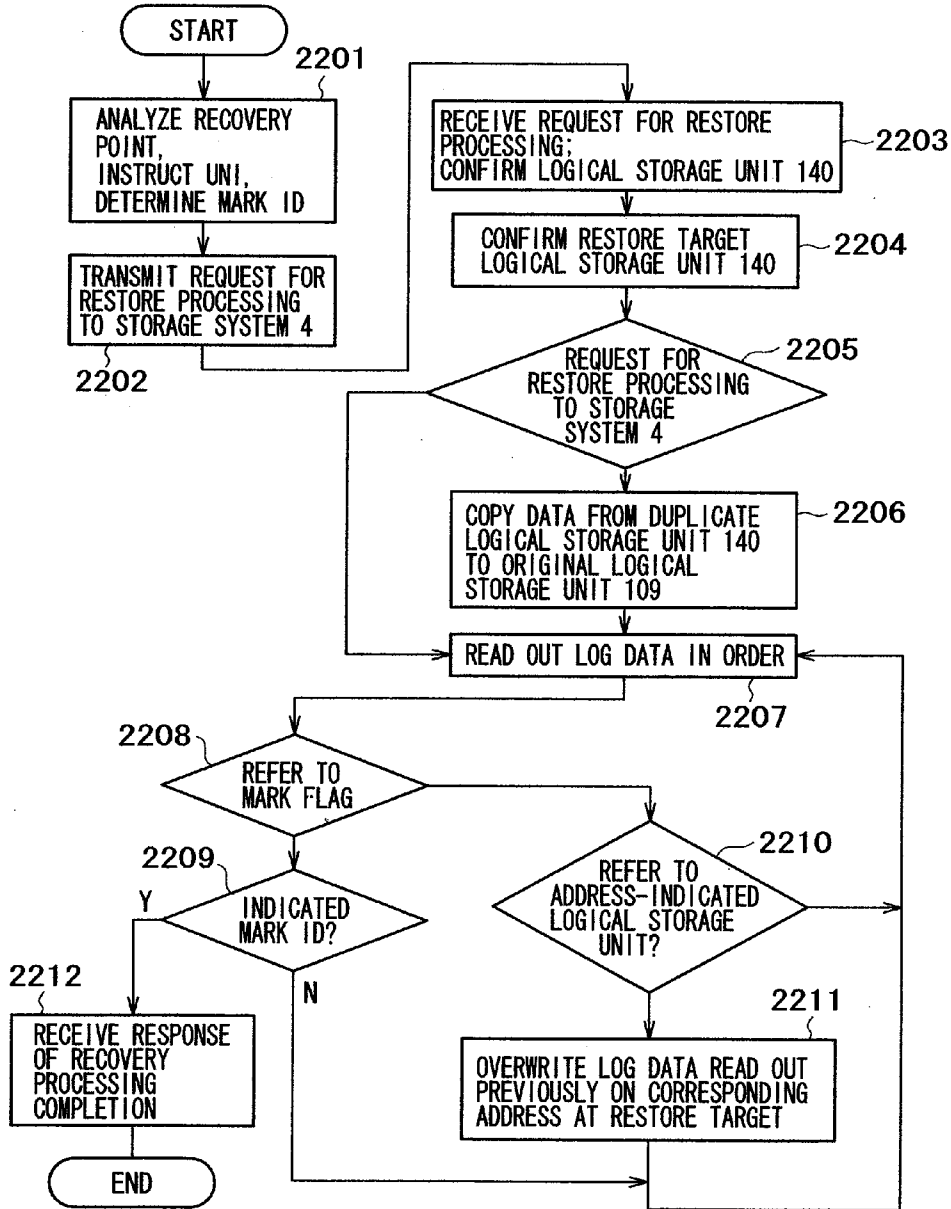 START
2201
ANALYZE RECOVERY
POINT,
INSTRUCT UNI,
DETERMINE MARK ID
TRANSMIT REQUEST FOR
RESTORE PROCESSING
TO STORAGE SYSTEM 4
2202
RECEIVE REQUEST FOR RESTORE
PROCESSING;
CONFIRM LOGICAL STORAGE UNIT 140
2203
CONFIRM RESTORE TARGET
LOGICAL STORAGE UNIT 140
2204
REQUEST FOR
RESTORE PROCESSING
TO STORAGE
SYSTEM 4
2205
COPY DATA FROM DUPLICATE
LOGICAL STORAGE UNIT 140
TO ORIGINAL LOGICAL
STORAGE UNIT 109
2206
READ OUT LOG DATA IN ORDER
2207
2208
REFER TO
MARK FLAG
2209
INDICATED
MARK ID?
Y
N
2210
REFER TO
ADDRESS-INDICATED
LOGICAL STORAGE
UNIT?
2211
OVERWRITE LOG DATA READ OUT
PREVIOUSLY ON CORRESPONDING
ADDRESS AT RESTORE TARGET
2212
RECEIVE RESPONSE
OF RECOVERY
PROCESSING
COMPLETION
END